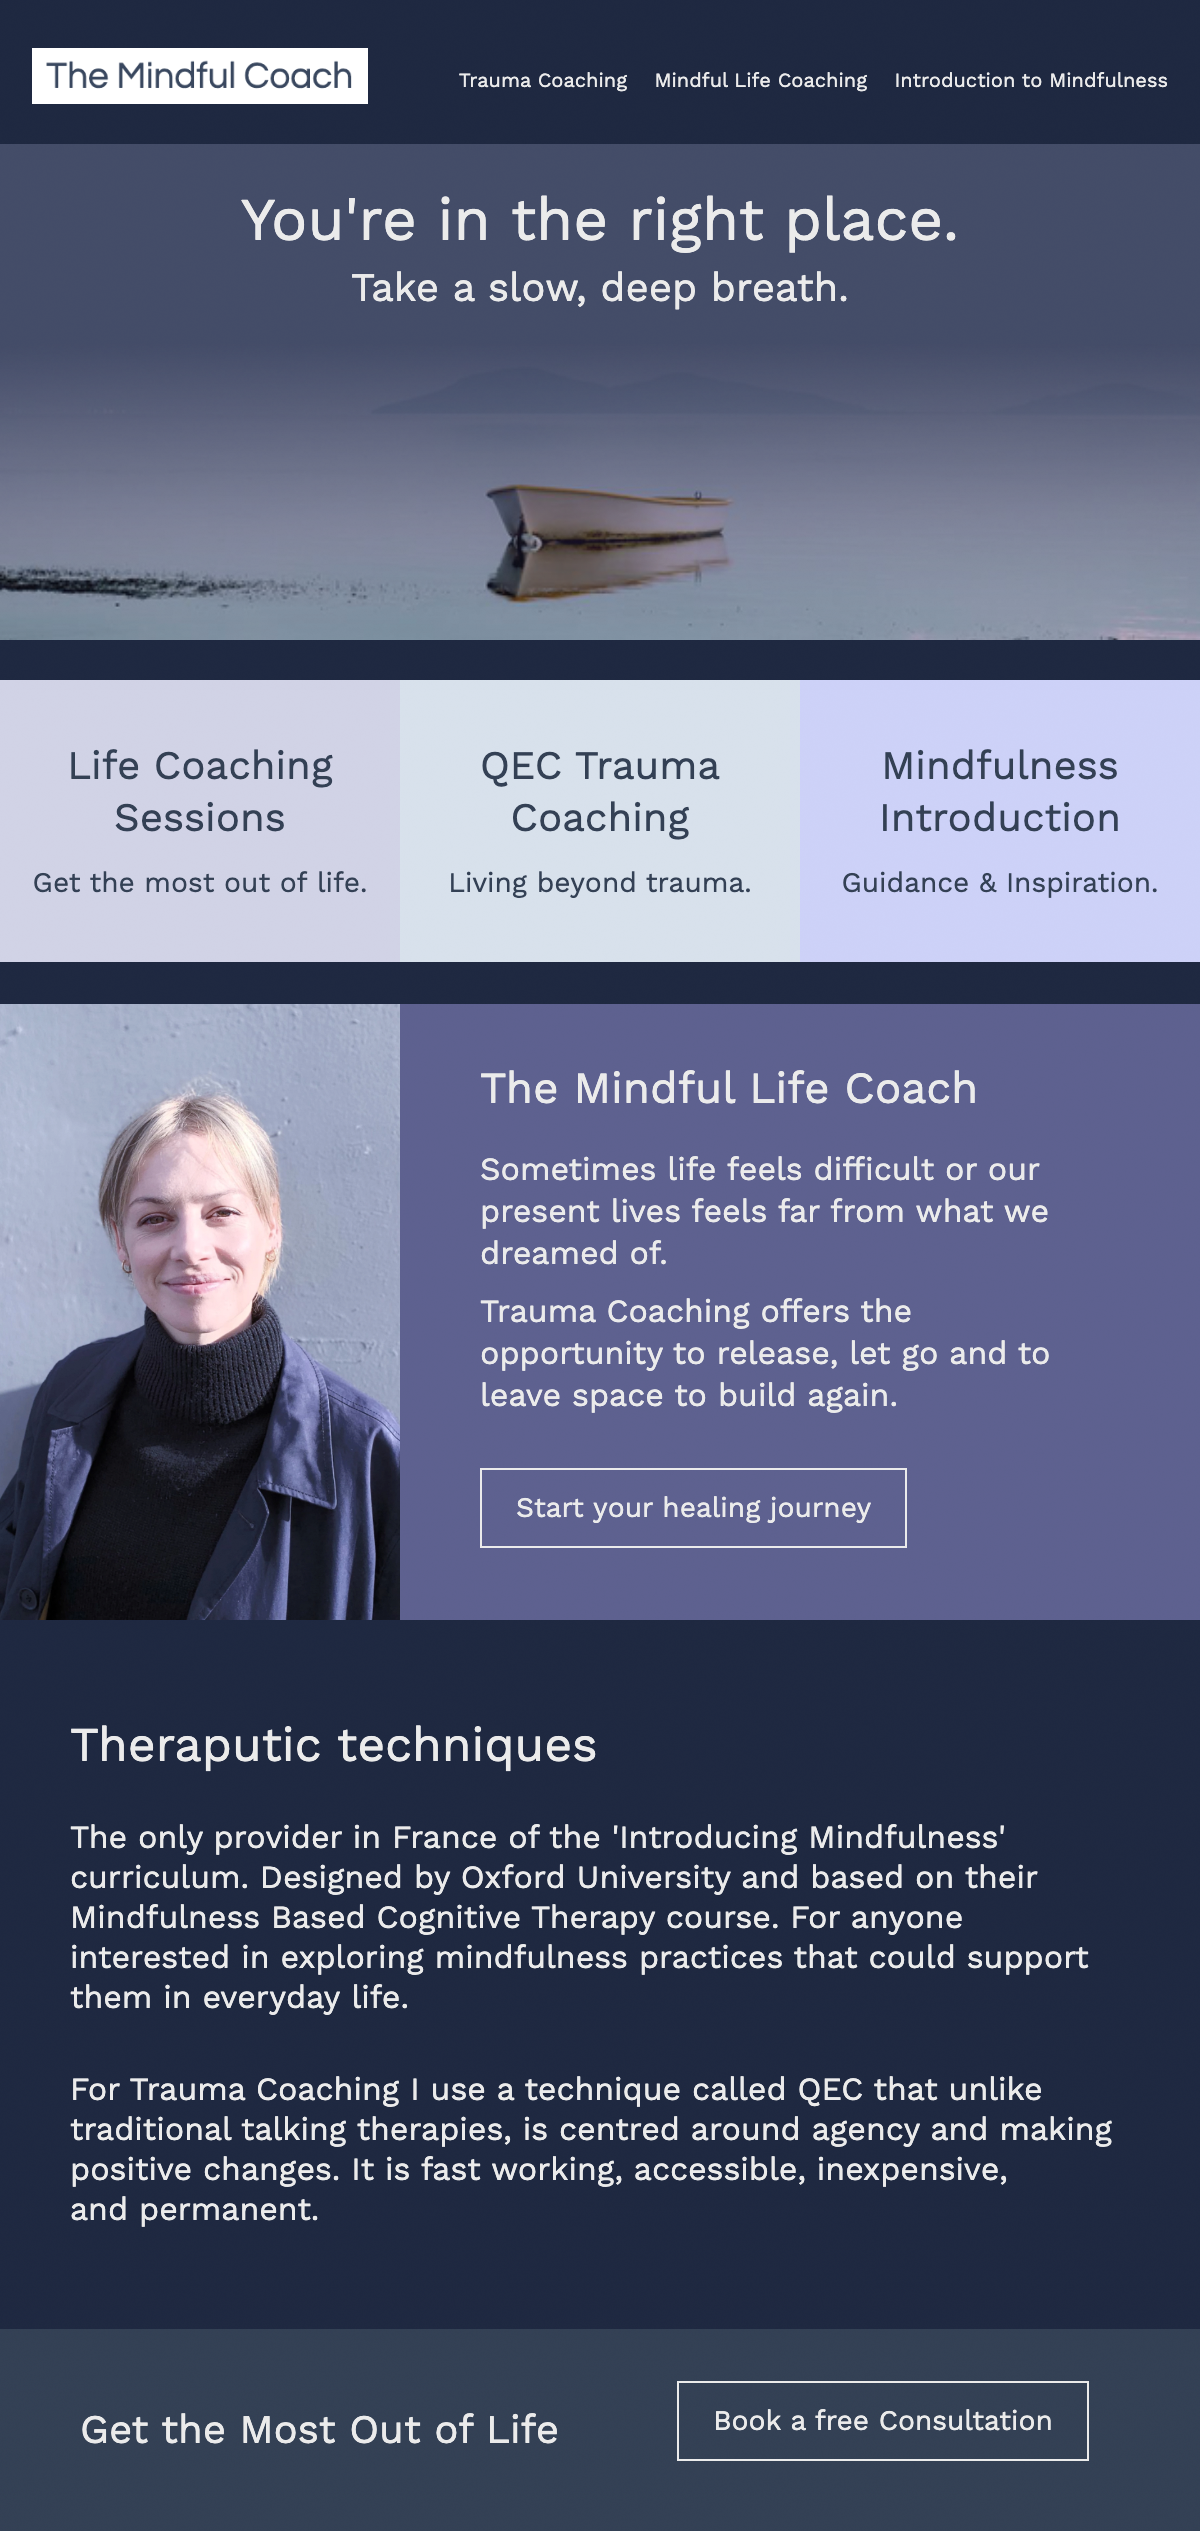 The Mindful Coach
Trauma Coaching Mindful Life Coaching Introduction to Mindfulness
You're in the right place.
Take a slow, deep breath.
Life Coaching
Sessions
Get the most out of life.
QEC Trauma
Coaching
Living beyond trauma.
Mindfulness
Introduction
Guidance & Inspiration.
The Mindful Life Coach
Sometimes life feels difficult or our
present lives feels far from what we
dreamed of.
Trauma Coaching offers the
opportunity to release, let go and to
leave space to build again.
Start your healing journey
Theraputic techniques
The only provider in France of the 'Introducing Mindfulness'
curriculum. Designed by Oxford University and based on their
Mindfulness Based Cognitive Therapy course. For anyone
interested in exploring mindfulness practices that could support
them in everyday life.
For Trauma Coaching I use a technique called QEC that unlike
traditional talking therapies, is centred around agency and making
positive changes. It is fast working, accessible, inexpensive,
and permanent.
Get the Most Out of Life
Book a free Consultation